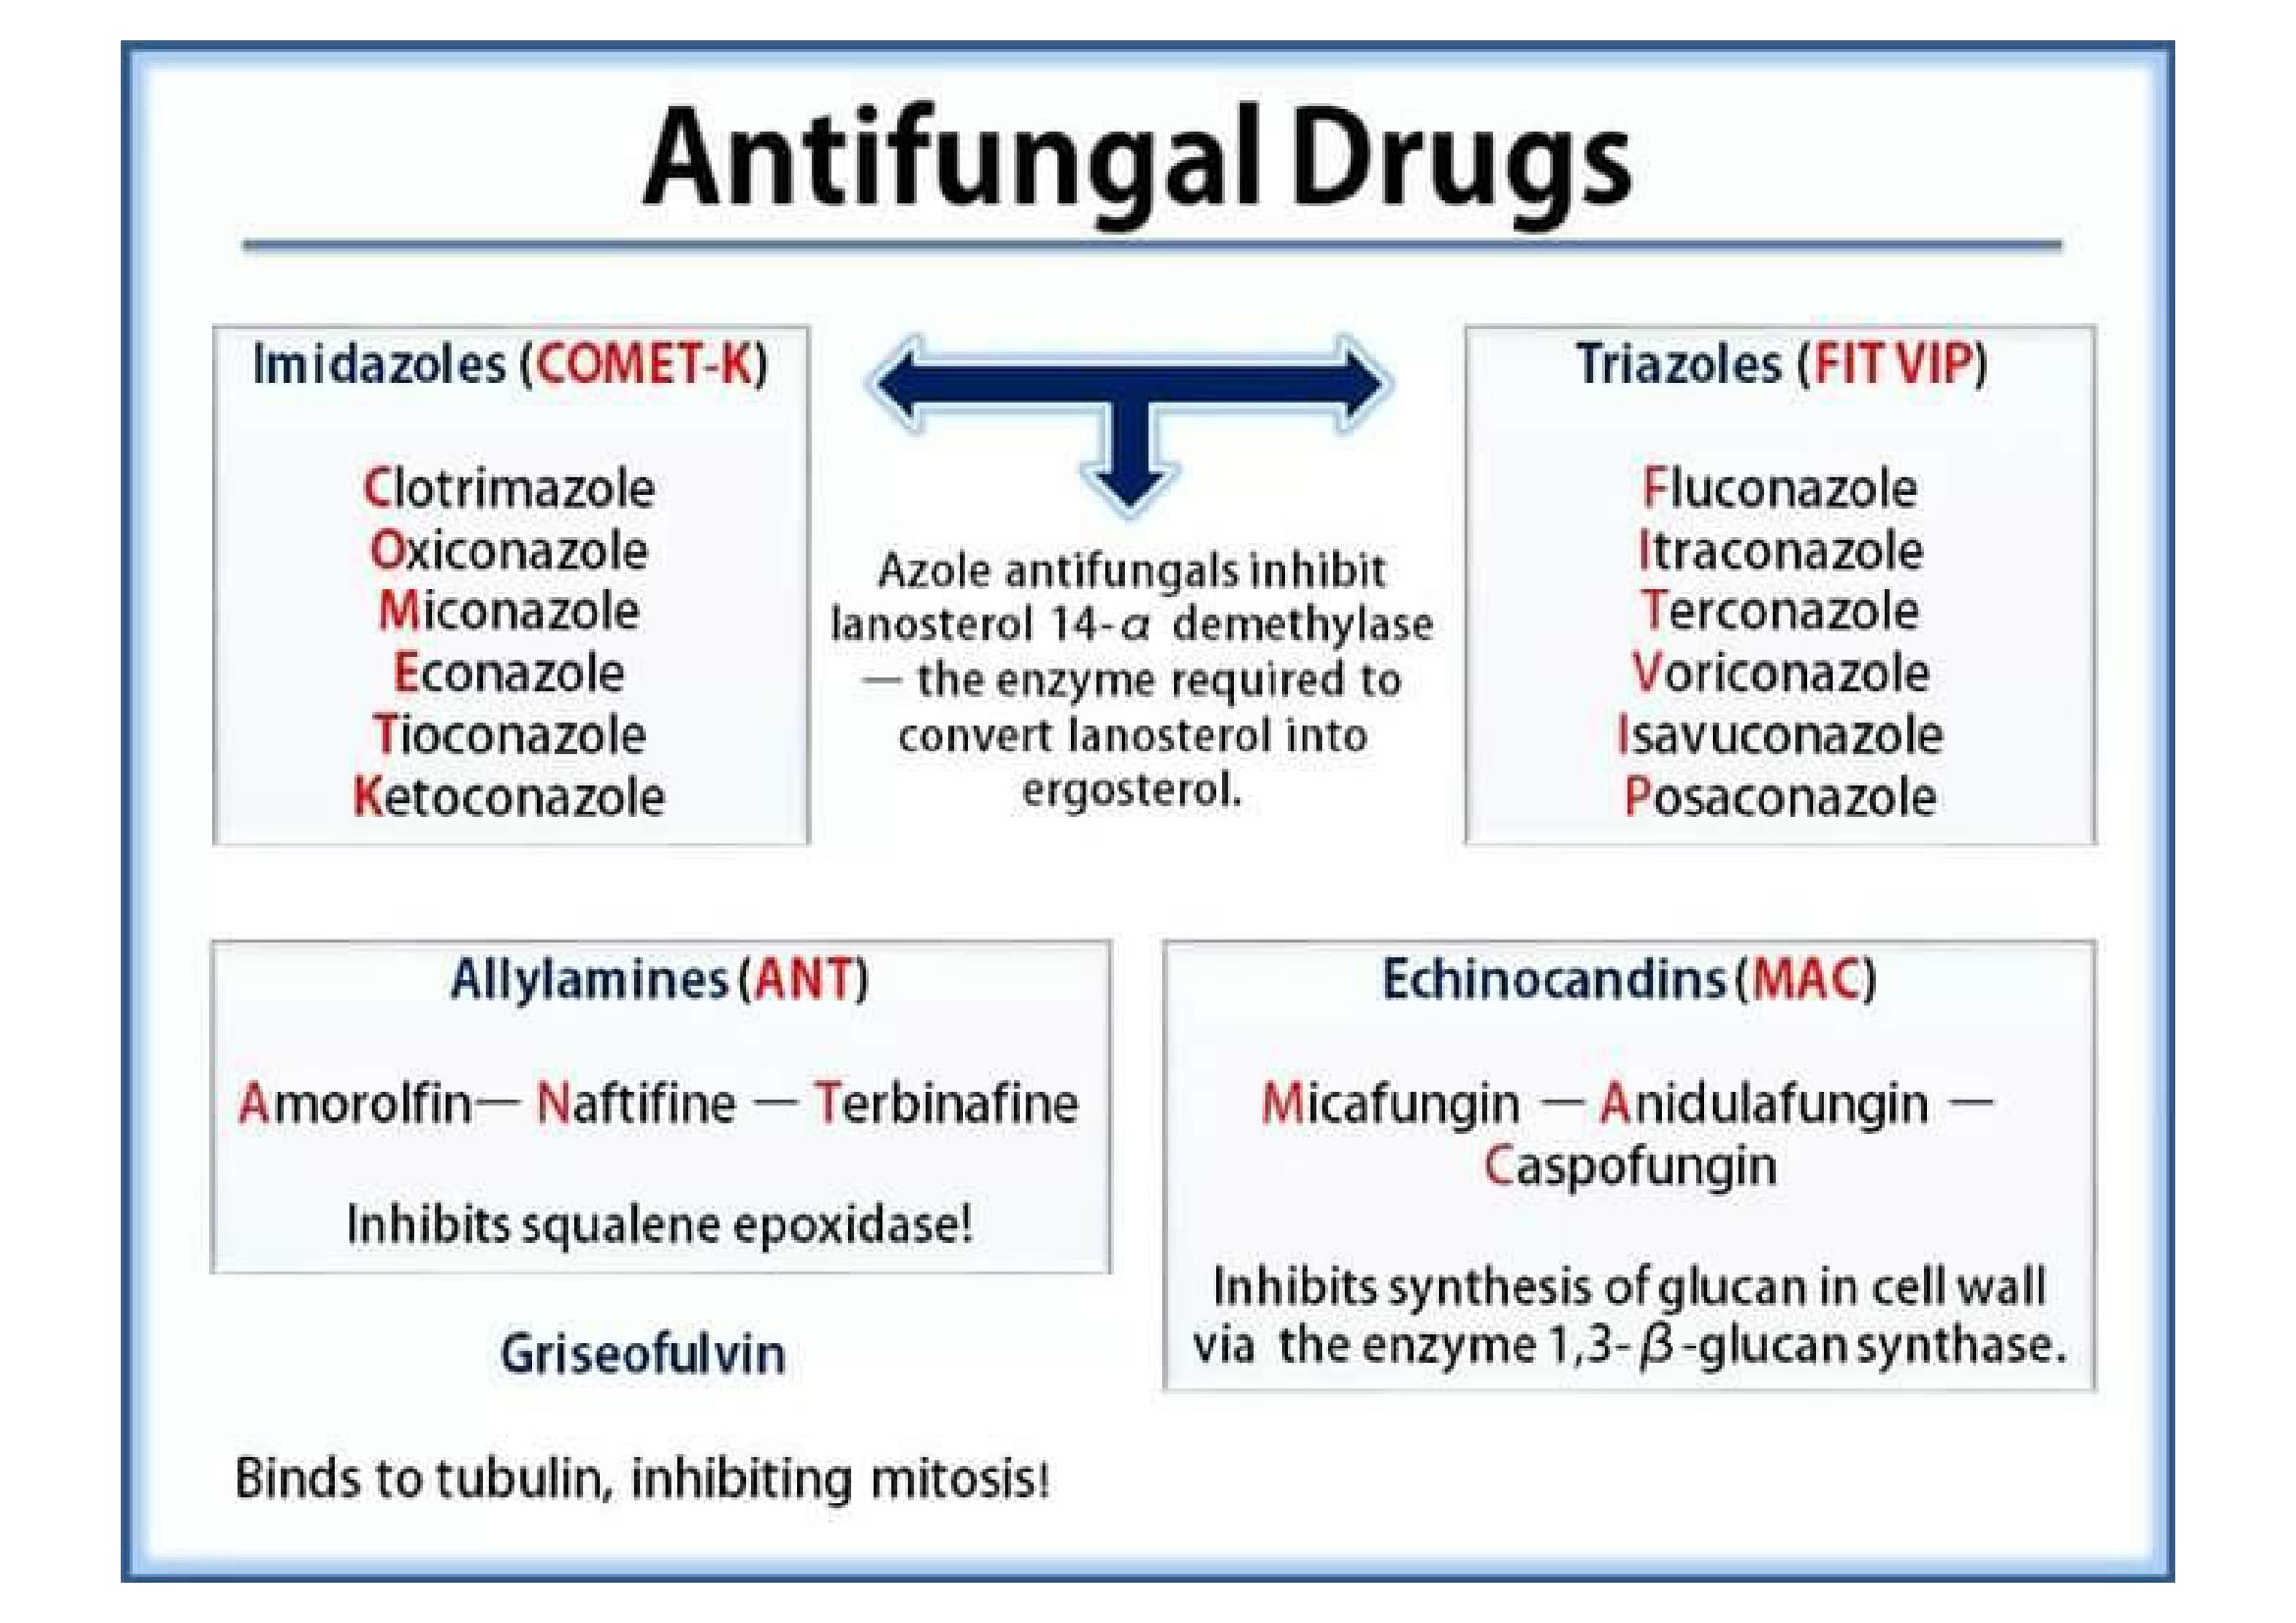 Antifungal Drugs
Imidazoles (COMET-K)
Clotrimazole
Oxiconazole
Miconazole
Econazole
Tioconazole
Ketoconazole
Azole antifungals inhibit
lanosterol 14-α demethylase
— the enzyme required to
convert lanosterol into
ergosterol.
Triazoles (FIT VIP)
Fluconazole
Itraconazole
Terconazole
Voriconazole
Isavuconazole
Posaconazole
Allylamines (ANT)
Amorolfin— Naftifine — Terbinafine
Inhibits squalene epoxidase!
Echinocandins (MAC)
Micafungin — Anidulafungin —
Caspofungin
Inhibits synthesis of glucan in cell wall
via the enzyme 1,3-β-glucan synthase.
Griseofulvin
Binds to tubulin, inhibiting mitosis!